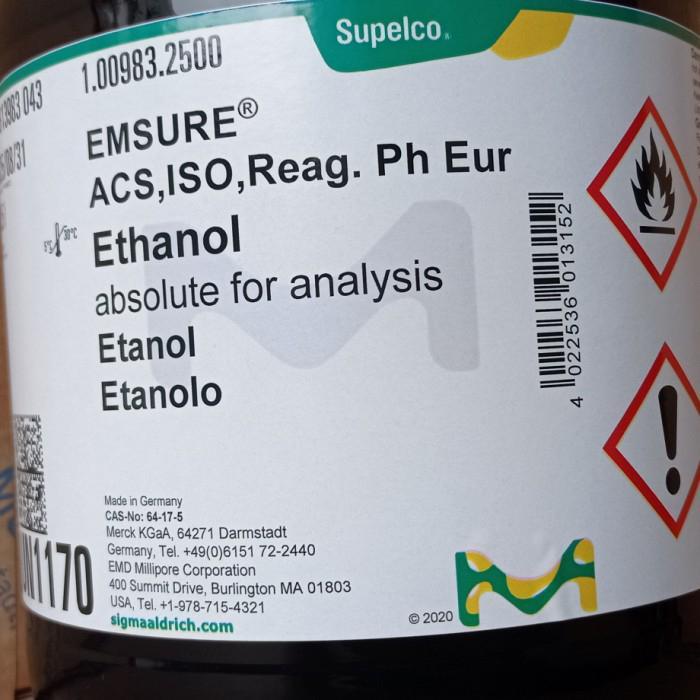 Supelco®
1.00983.2500
EMSURE®
ACS,ISO,Reag. Ph Eur
Ethanol
absolute for analysis
Etanol
Etanolo
4 022536 013152
Made in Germany
CAS-No: 64-17-5
Merck KGaA, 64271 Darmstadt
Germany, Tel. +49(0)6151 72-2440
EMD Millipore Corporation
400 Summit Drive, Burlington MA 01803
USA, Tel. +1-978-715-4321
sigmaaldrich.com
© 2020
UN1170